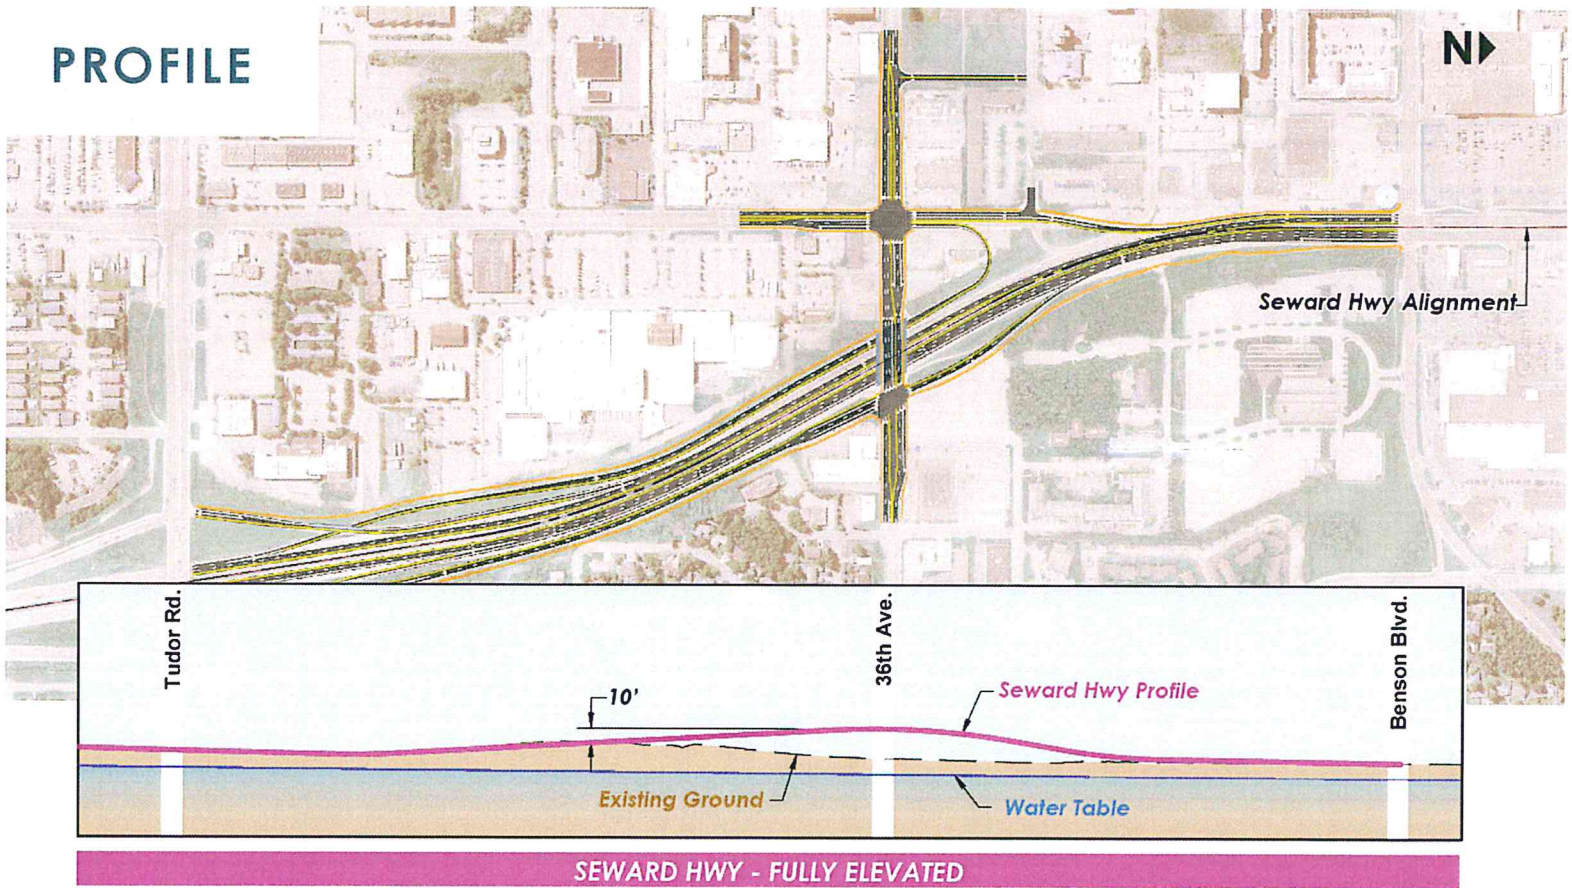 PROFILE
N
Seward Hwy Alignment
Tudor Rd.
36th Ave.
Benson Blvd.
10'
Seward Hwy Profile
Existing Ground
Water Table
SEWARD HWY - FULLY ELEVATED